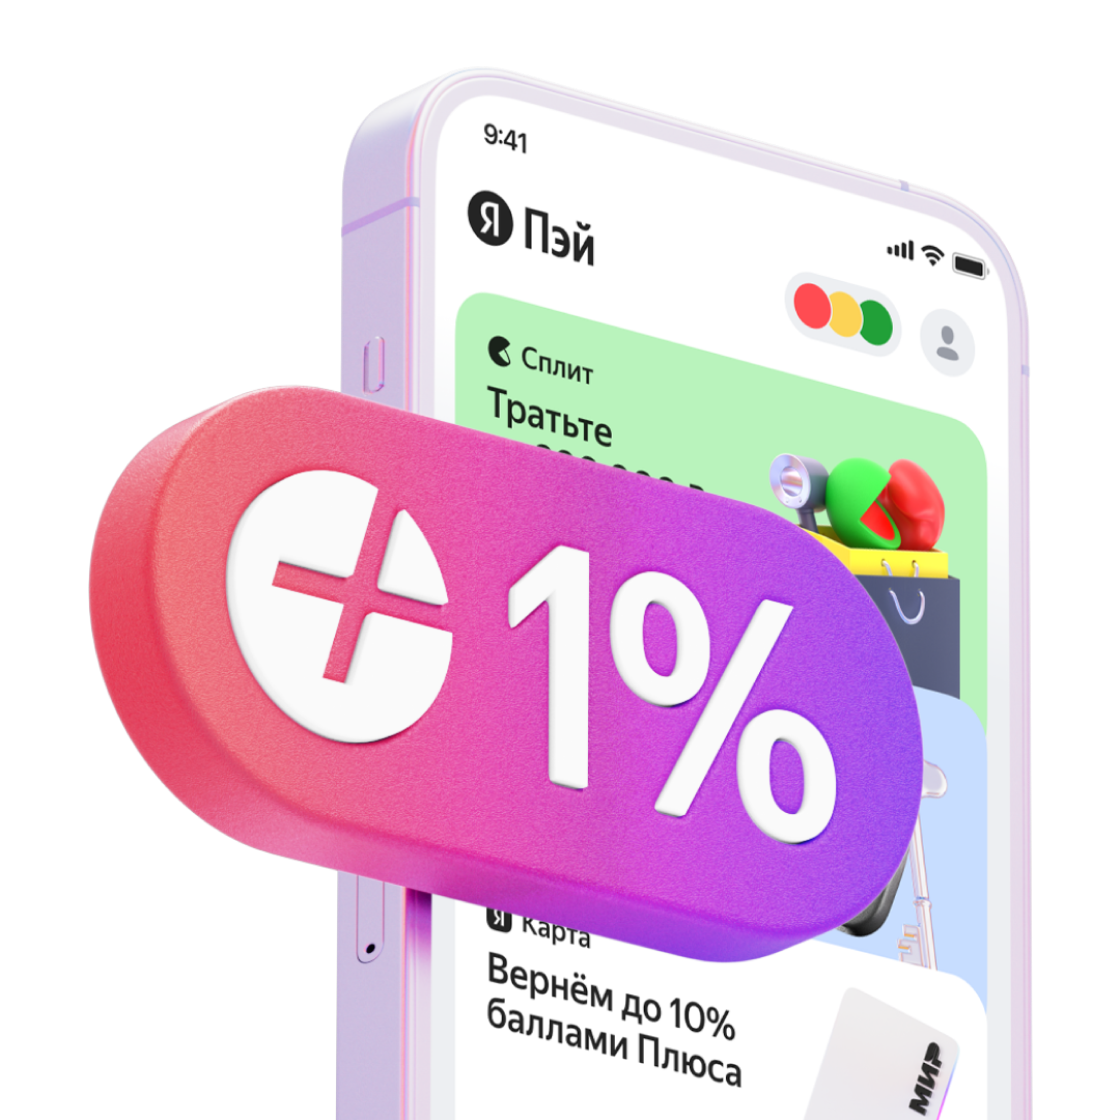 9:41
Я Пэй
Сплит
Тратьте
1%
Я Карта
Вернём до 10%
баллами Плюса
МИР